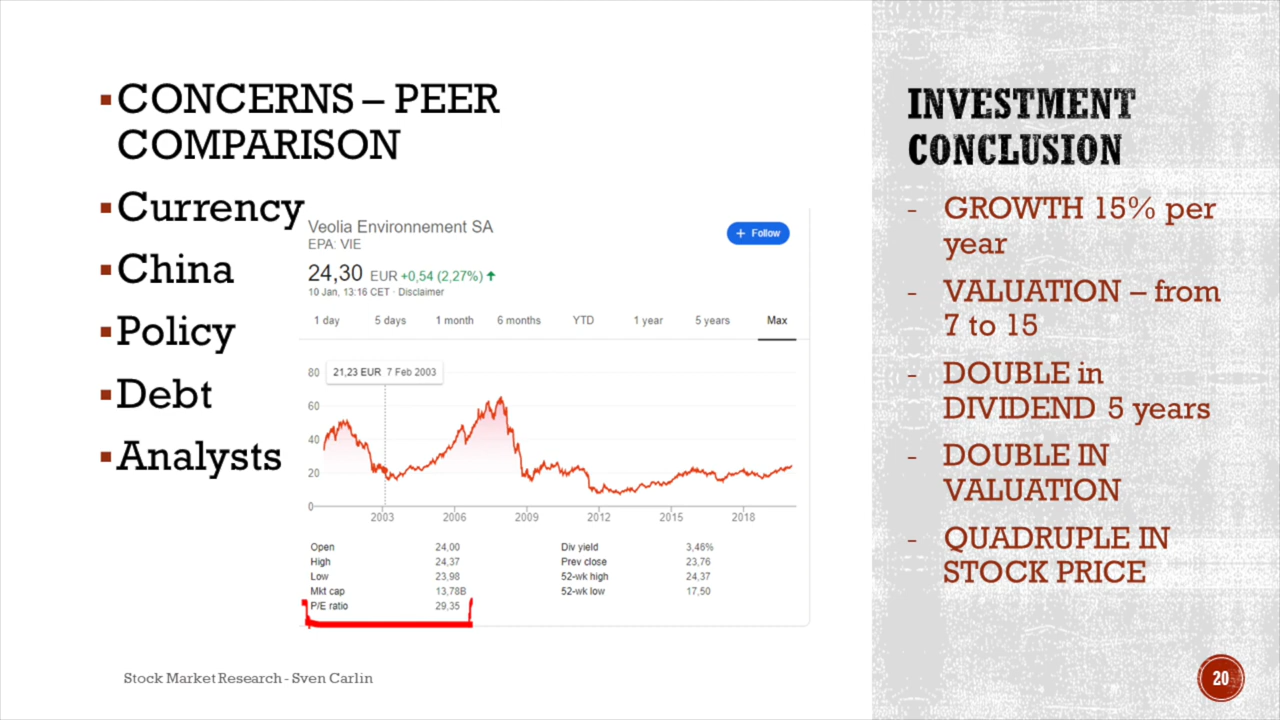 ▪CONCERNS – PEER
COMPARISON
▪Currency
▪China
▪Policy
▪Debt
▪Analysts
Veolia Environnement SA
EPA: VIE
+ Follow
24,30 EUR +0,54 (2,27%) ↑
10 Jan, 13:16 CET · Disclaimer
1 day 5 days 1 month 6 months YTD 1 year 5 years Max
21,23 EUR 7 Feb 2003
80
60
40
20
0
2003 2006 2009 2012 2015 2018
Open 24,00 Div yield 3,46%
High 24,37 Prev close 23,76
Low 23,98 52-wk high 24,37
Mkt cap 13,78B 52-wk low 17,50
P/E ratio 29,35
INVESTMENT
CONCLUSION
- GROWTH 15% per
year
- VALUATION – from
7 to 15
- DOUBLE in
DIVIDEND 5 years
- DOUBLE IN
VALUATION
- QUADRUPLE IN
STOCK PRICE
Stock Market Research - Sven Carlin
20